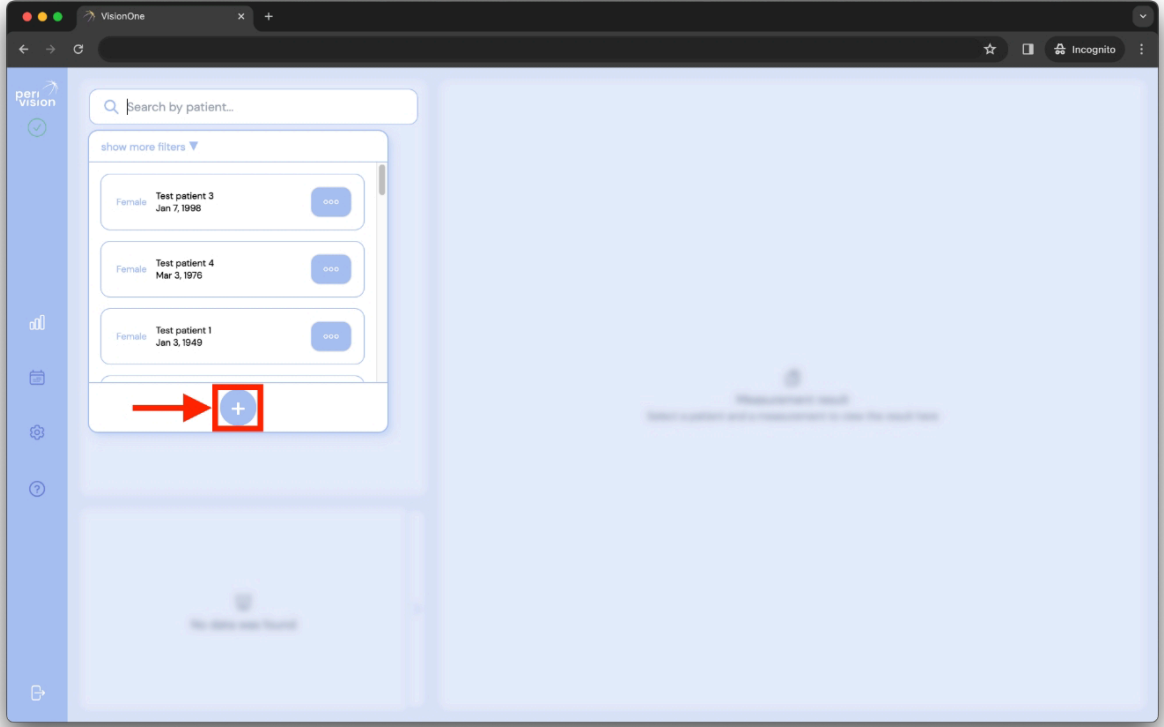 VisionOne
Incognito
peri
vision
Search by patient...
show more filters
Female
Test patient 3
Jan 7, 1998
Female
Test patient 4
Mar 3, 1976
Female
Test patient 1
Jan 3, 1949
Measurement result
Select a patient and a measurement to view the result here
No data was found